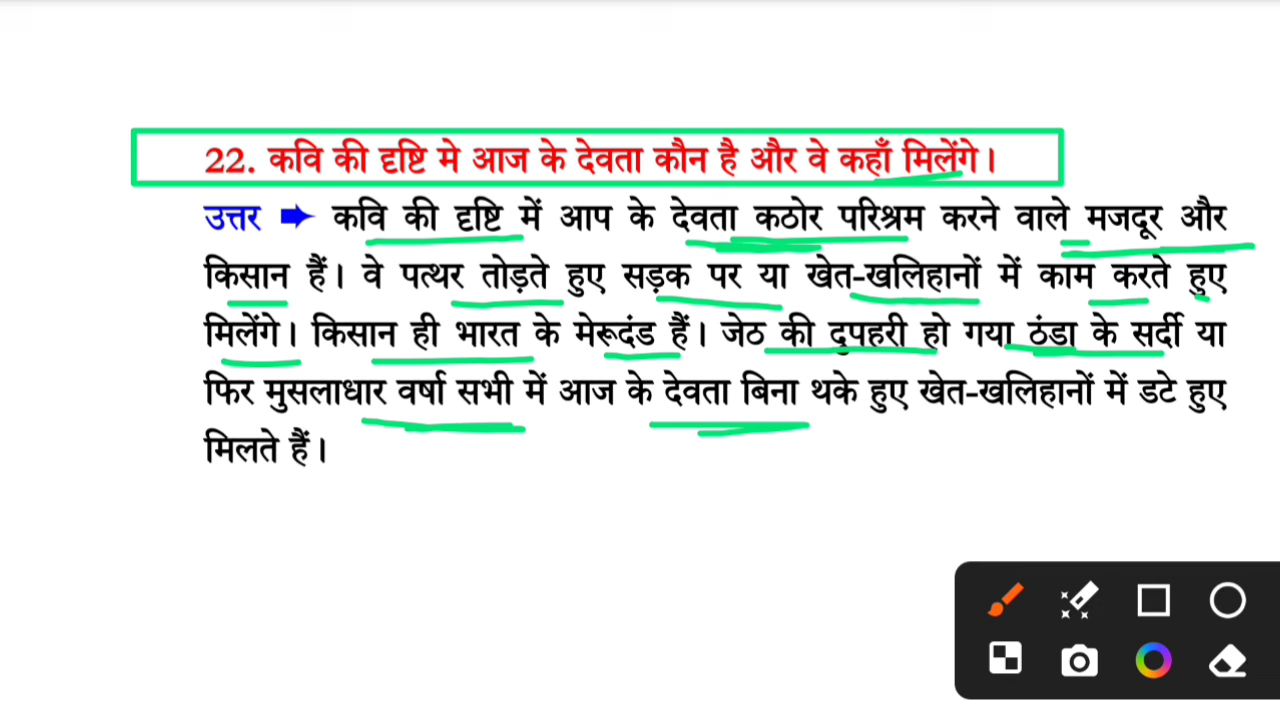 22. कवि की दृष्टि मे आज के देवता कौन है और वे कहाँ मिलेंगे।
उत्तर ➡ कवि की दृष्टि में आप के देवता कठोर परिश्रम करने वाले मजदूर और
किसान हैं। वे पत्थर तोड़ते हुए सड़क पर या खेत-खलिहानों में काम करते हुए
मिलेंगे। किसान ही भारत के मेरूदंड हैं। जेठ की दुपहरी हो गया ठंडा के सर्दी या
फिर मुसलाधार वर्षा सभी में आज के देवता बिना थके हुए खेत-खलिहानों में डटे हुए
मिलते हैं।